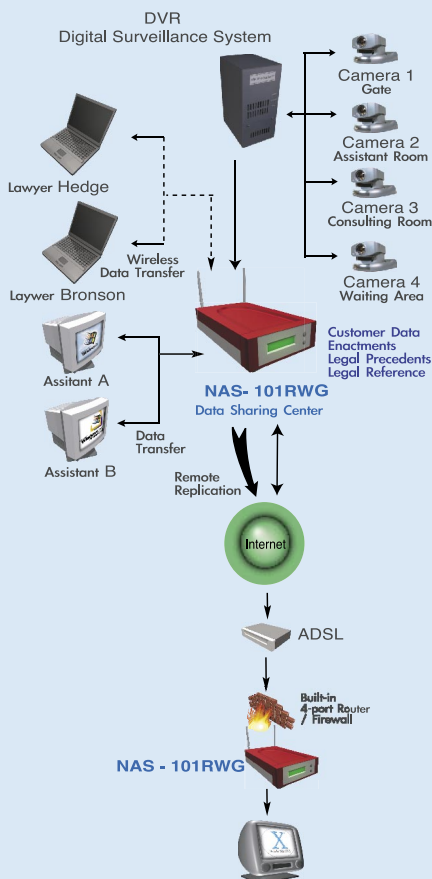 DVR
Digital Surveillance System
Camera 1
Gate
Camera 2
Assistant Room
Camera 3
Consulting Room
Camera 4
Waiting Area
Lawyer Hedge
Laywer Bronson
Wireless
Data Transfer
Assitant A
Assistant B
Data
Transfer
NAS- 101RWG
Data Sharing Center
Customer Data
Enactments
Legal Precedents
Legal Reference
Remote
Replication
Internet
ADSL
Built-in
4-port Router
/ Firewall
NAS - 101RWG
X